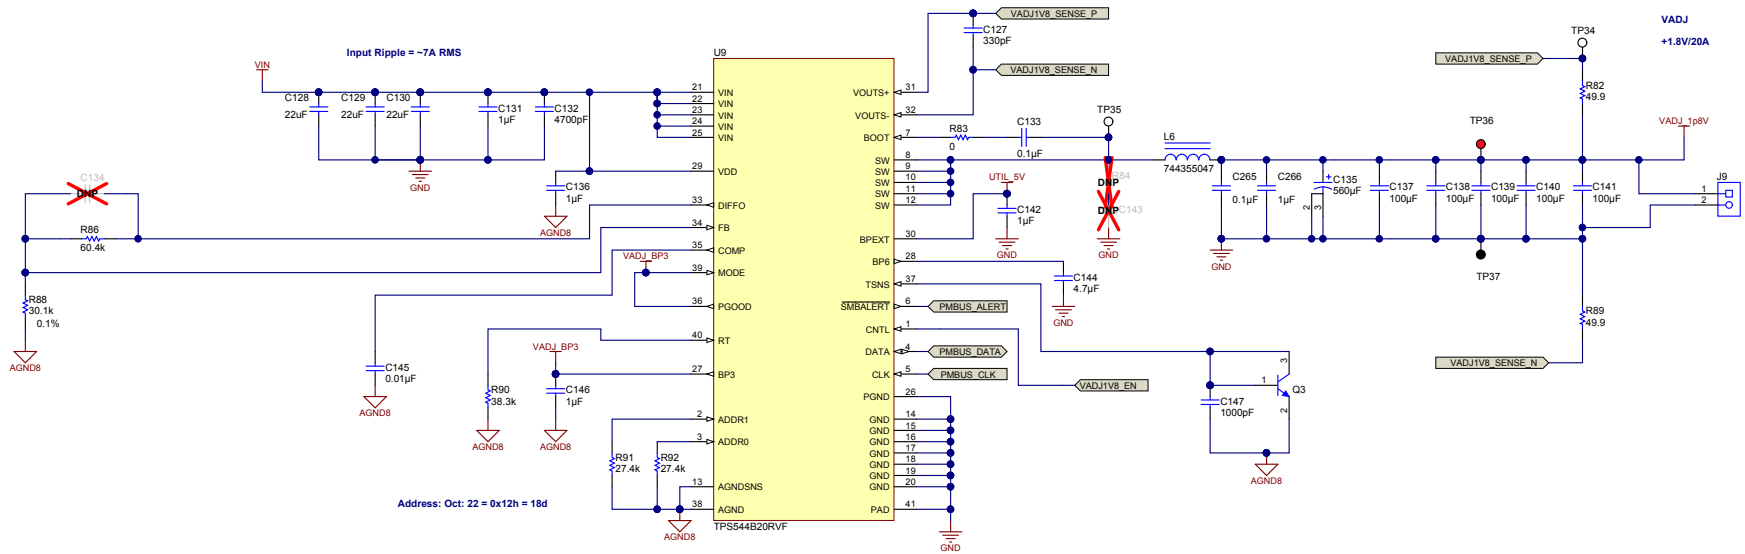 VADJ
+1.8V/20A
Input Ripple = ~7A RMS
VIN
C128
22uF
C129
22uF
C130
22uF
C131
1µF
C132
4700pF
GND
C136
1µF
AGND8
C134
DNP
R86
60.4k
R88
30.1k
0.1%
AGND8
VADJ_BP3
C145
0.01µF
AGND8
R90
38.3k
AGND8
VADJ_BP3
C146
1µF
AGND8
R91
27.4k
R92
27.4k
AGND8
Address: Oct: 22 = 0x12h = 18d
U9
21 VIN
22 VIN
23 VIN
24 VIN
25 VIN
29 VDD
33 DIFFO
34 FB
35 COMP
39 MODE
36 PGOOD
40 RT
27 BP3
2 ADDR1
3 ADDR0
13 AGNDSNS
38 AGND
TPS544B20RVF
VOUTS+ 31
VOUTS- 32
BOOT 7
SW 8
SW 9
SW 10
SW 11
SW 12
BPEXT 30
BP6 28
TSNS 37
SMBALERT 6
CNTL 1
DATA 4
CLK 5
PGND 26
GND 14
GND 15
GND 16
GND 17
GND 18
GND 19
GND 20
PAD 41
GND
VADJ1V8_SENSE_P
C127
330pF
VADJ1V8_SENSE_N
R83
0
C133
0.1µF
TP35
UTIL_5V
C142
1µF
GND
R84
DNP
DNP
C143
GND
C144
4.7µF
GND
PMBUS_ALERT
PMBUS_DATA
PMBUS_CLK
VADJ1V8_EN
L6
744355047
C265
0.1µF
C266
1µF
C135
560µF
+
2
3
C137
100µF
C138
100µF
C139
100µF
C140
100µF
C141
100µF
GND
TP36
TP37
VADJ1V8_SENSE_P
TP34
R82
49.9
VADJ_1p8V
J9
1
2
R89
49.9
VADJ1V8_SENSE_N
C147
1000pF
1
3
2
Q3
AGND8